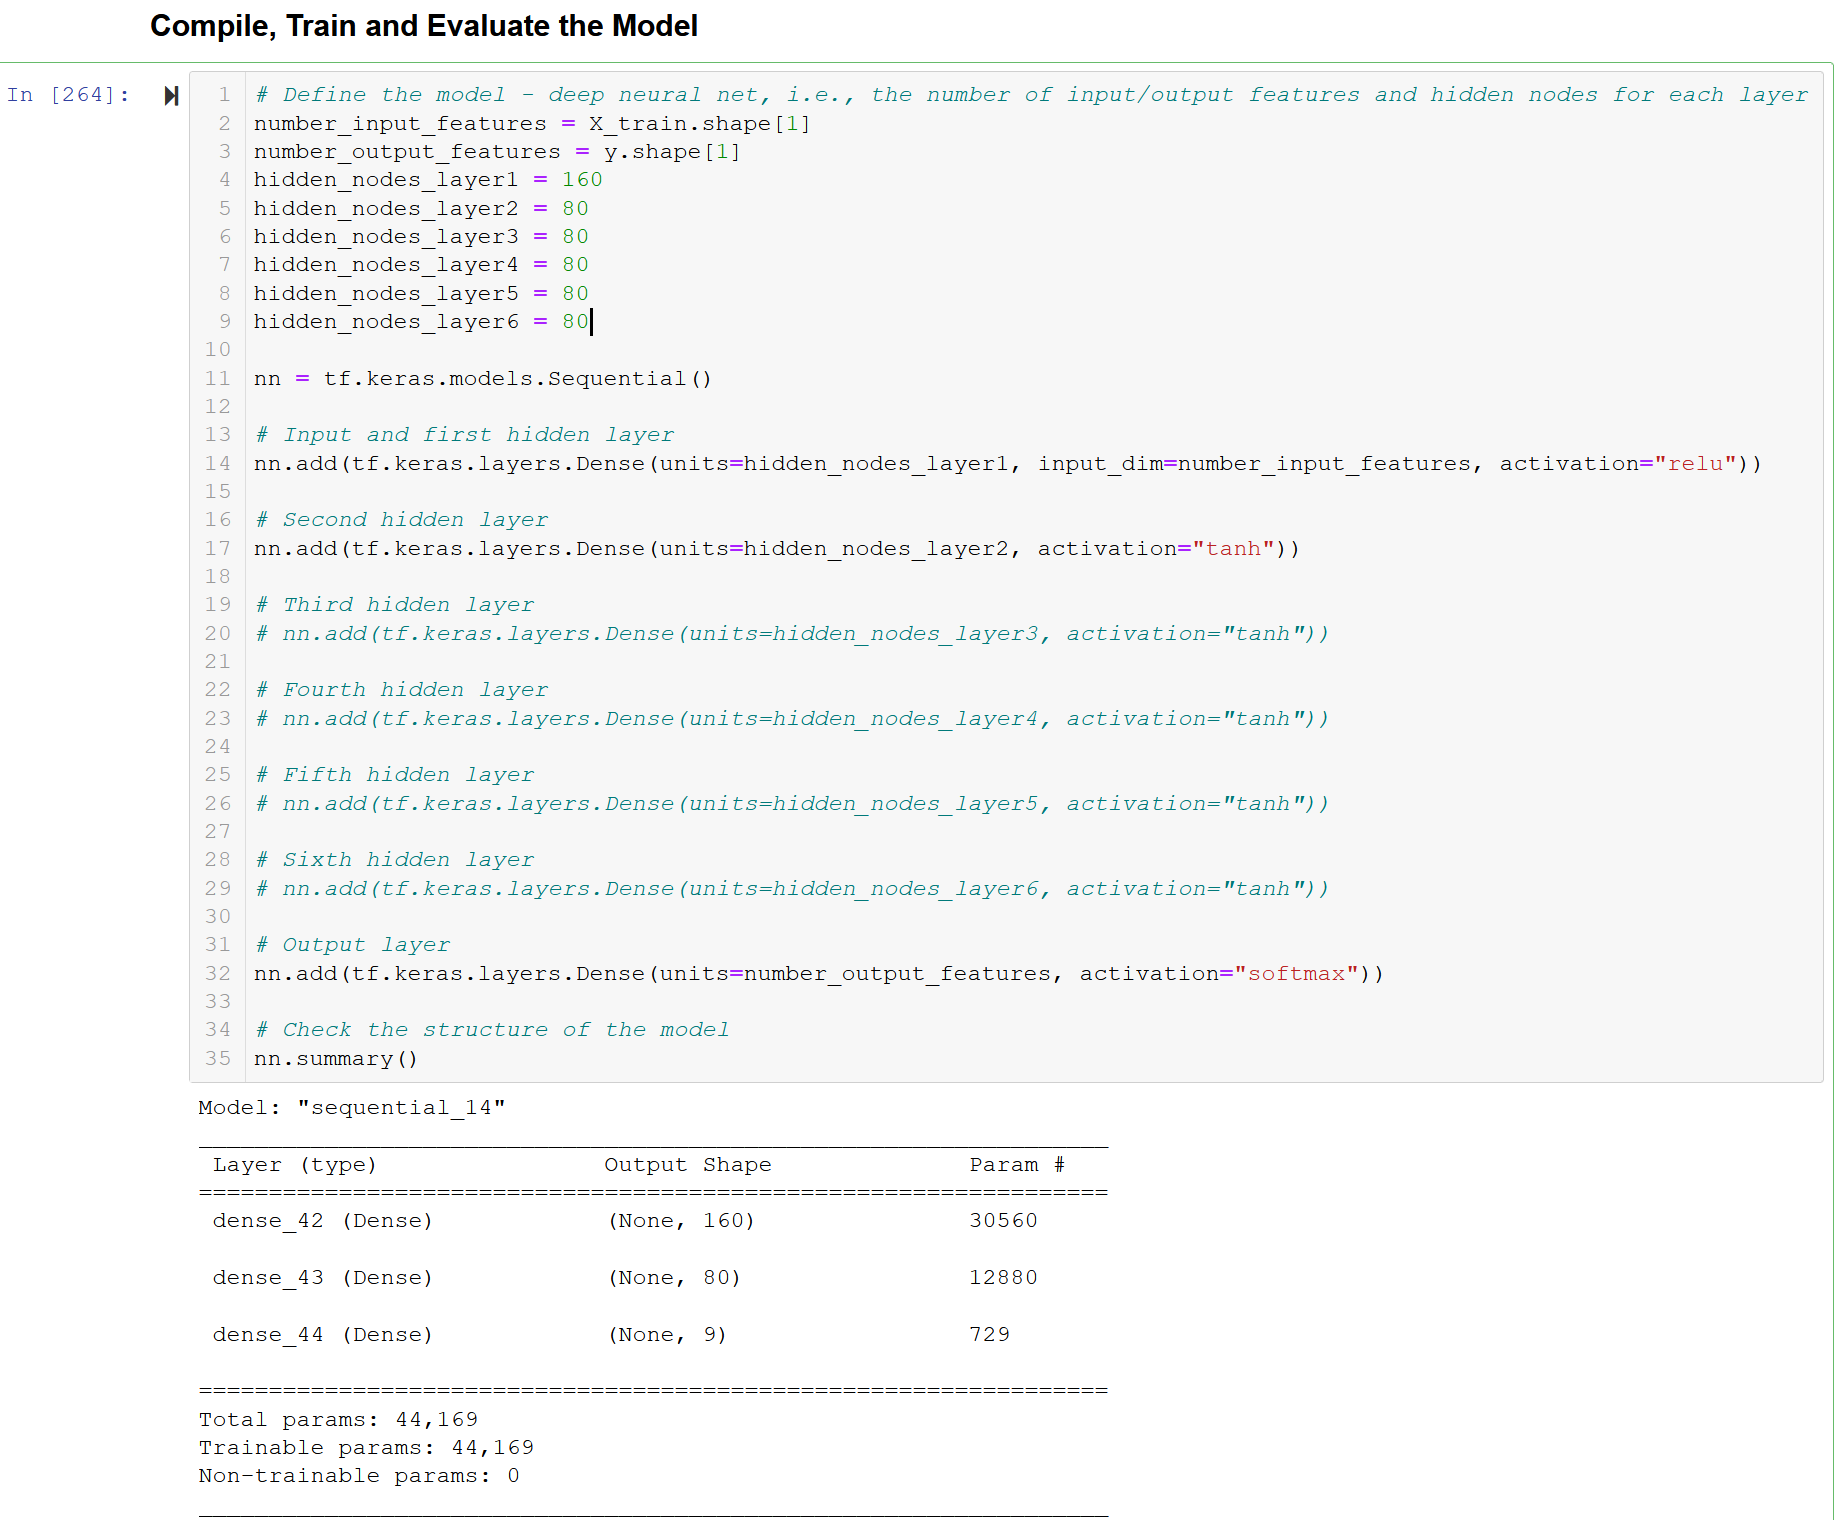 Compile, Train and Evaluate the Model
In [264]:
1 # Define the model - deep neural net, i.e., the number of input/output features and hidden nodes for each layer
2 number_input_features = X_train.shape[1]
3 number_output_features = y.shape[1]
4 hidden_nodes_layer1 = 160
5 hidden_nodes_layer2 = 80
6 hidden_nodes_layer3 = 80
7 hidden_nodes_layer4 = 80
8 hidden_nodes_layer5 = 80
9 hidden_nodes_layer6 = 80
10
11 nn = tf.keras.models.Sequential()
12
13 # Input and first hidden layer
14 nn.add(tf.keras.layers.Dense(units=hidden_nodes_layer1, input_dim=number_input_features, activation="relu"))
15
16 # Second hidden layer
17 nn.add(tf.keras.layers.Dense(units=hidden_nodes_layer2, activation="tanh"))
18
19 # Third hidden layer
20 # nn.add(tf.keras.layers.Dense(units=hidden_nodes_layer3, activation="tanh"))
21
22 # Fourth hidden layer
23 # nn.add(tf.keras.layers.Dense(units=hidden_nodes_layer4, activation="tanh"))
24
25 # Fifth hidden layer
26 # nn.add(tf.keras.layers.Dense(units=hidden_nodes_layer5, activation="tanh"))
27
28 # Sixth hidden layer
29 # nn.add(tf.keras.layers.Dense(units=hidden_nodes_layer6, activation="tanh"))
30
31 # Output layer
32 nn.add(tf.keras.layers.Dense(units=number_output_features, activation="softmax"))
33
34 # Check the structure of the model
35 nn.summary()
Model: "sequential_14"
_________________________________________________________________
Layer (type) Output Shape Param #
=================================================================
dense_42 (Dense) (None, 160) 30560
dense_43 (Dense) (None, 80) 12880
dense_44 (Dense) (None, 9) 729
=================================================================
Total params: 44,169
Trainable params: 44,169
Non-trainable params: 0
_________________________________________________________________